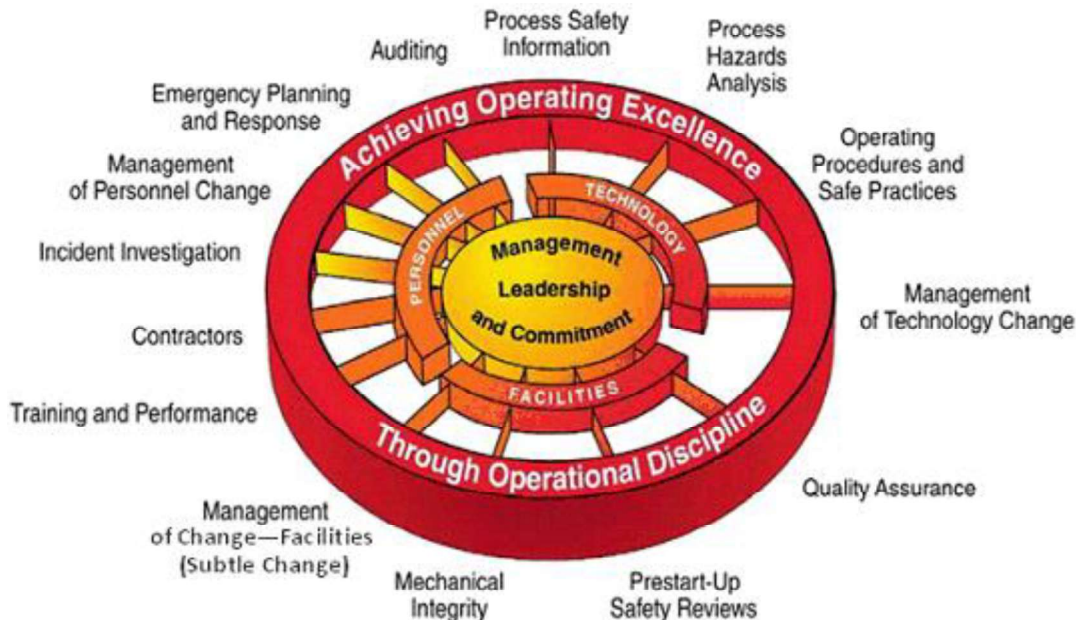 Process Safety
Information
Process
Hazards
Analysis
Operating
Procedures and
Safe Practices
Management
of Technology Change
Quality Assurance
Prestart-Up
Safety Reviews
Mechanical
Integrity
Management
of Change—Facilities
(Subtle Change)
Training and Performance
Contractors
Incident Investigation
Management
of Personnel Change
Emergency Planning
and Response
Auditing
Achieving Operating Excellence
Through Operational Discipline
PERSONNEL
TECHNOLOGY
FACILITIES
Management
Leadership
and Commitment